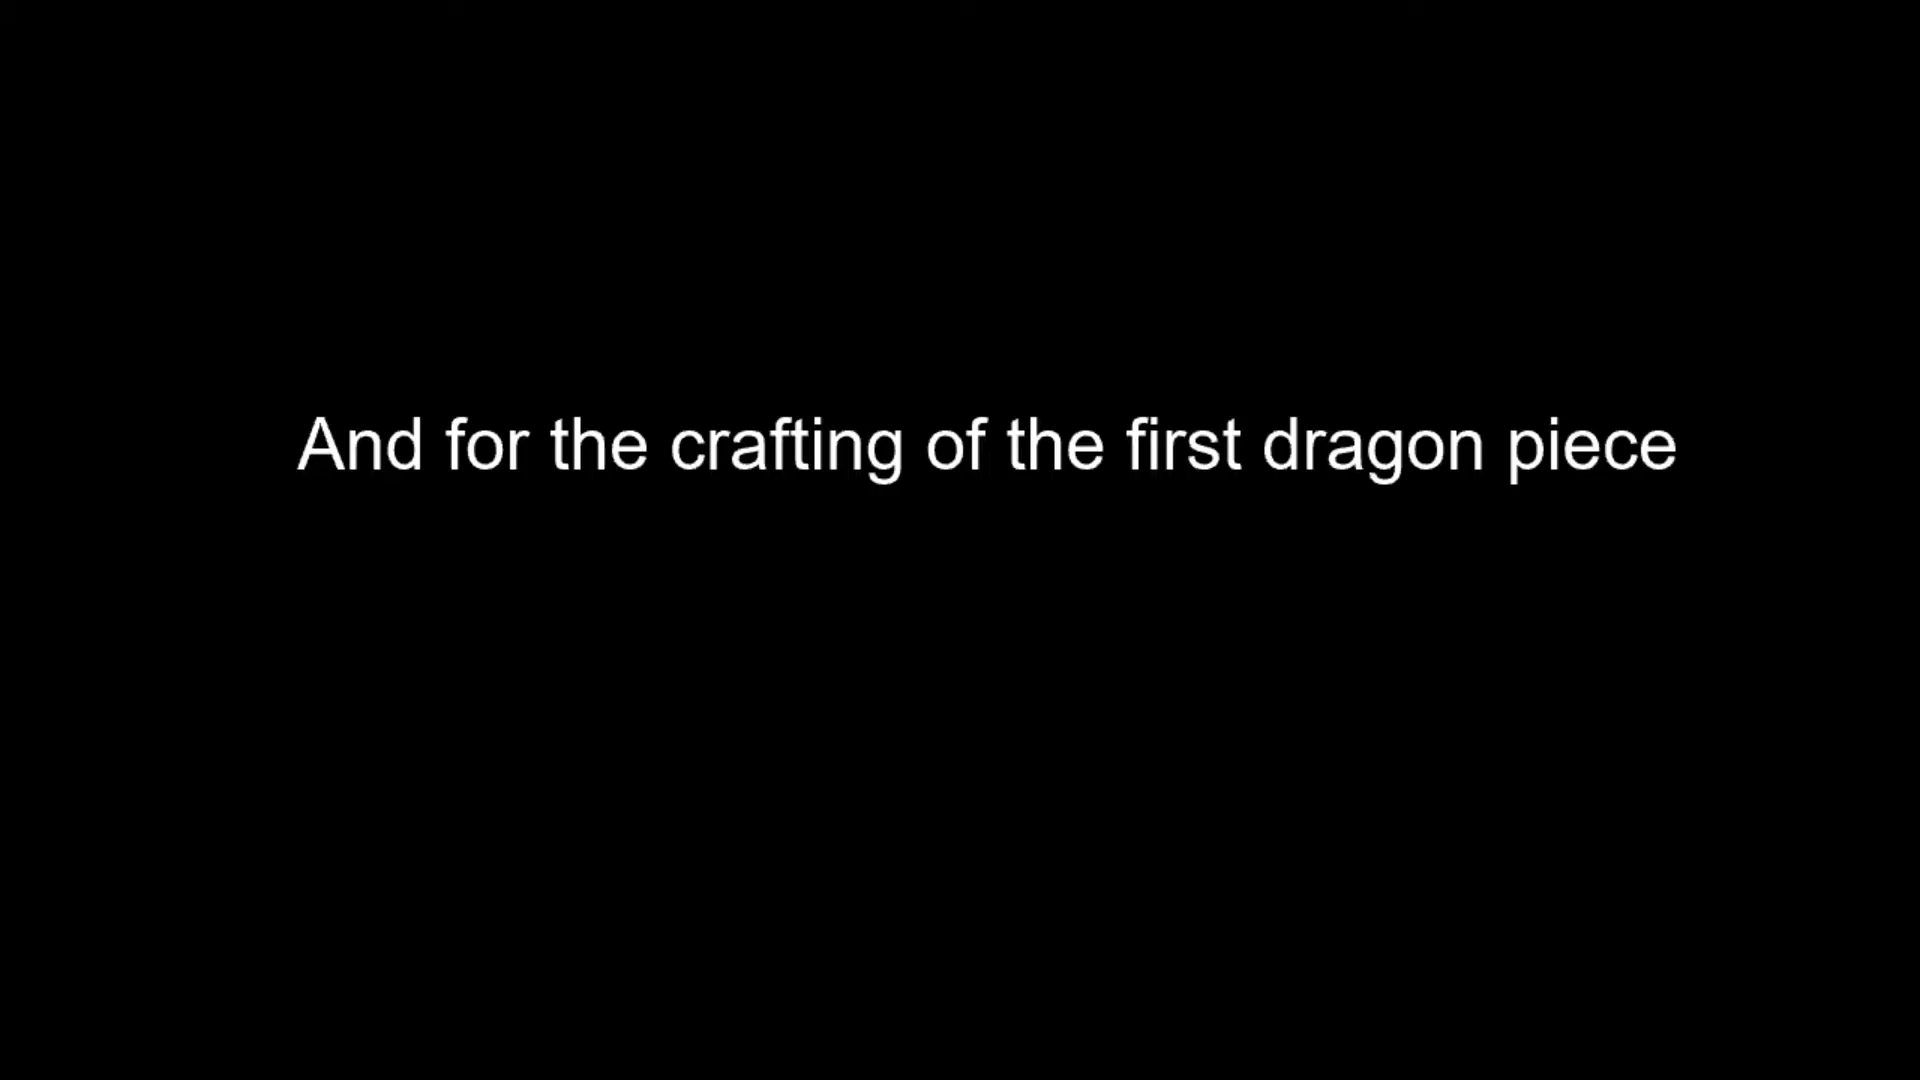 And for the crafting of the first dragon piece